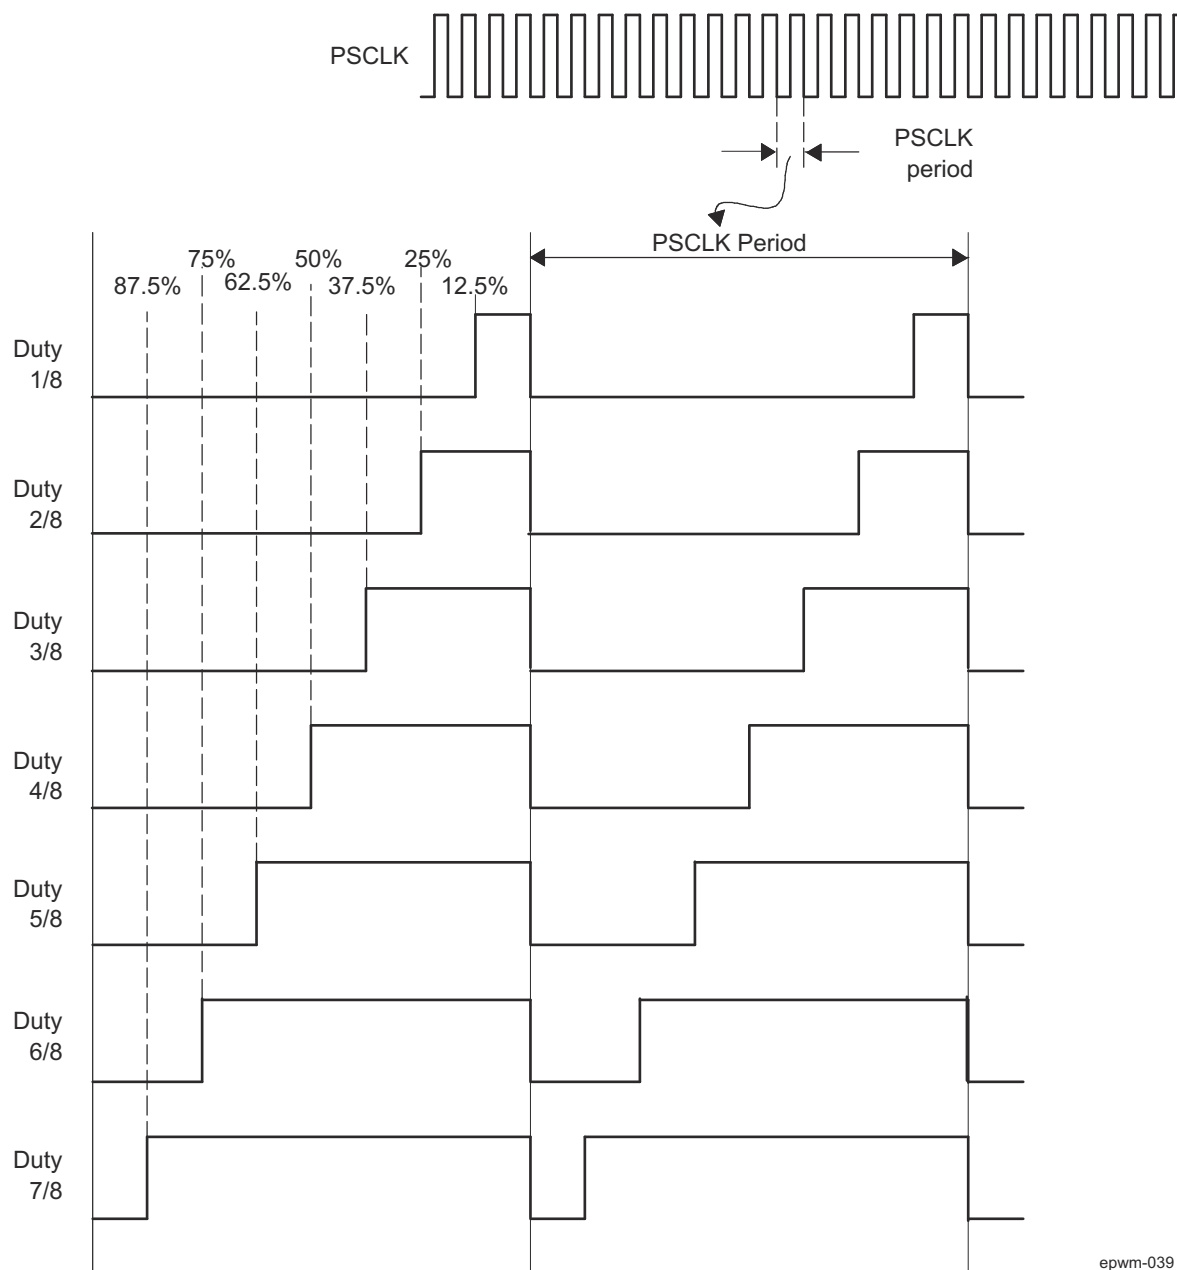 PSCLK
PSCLK
period
PSCLK Period
75%
50%
25%
87.5%
62.5%
37.5%
12.5%
Duty
1/8
Duty
2/8
Duty
3/8
Duty
4/8
Duty
5/8
Duty
6/8
Duty
7/8
epwm-039